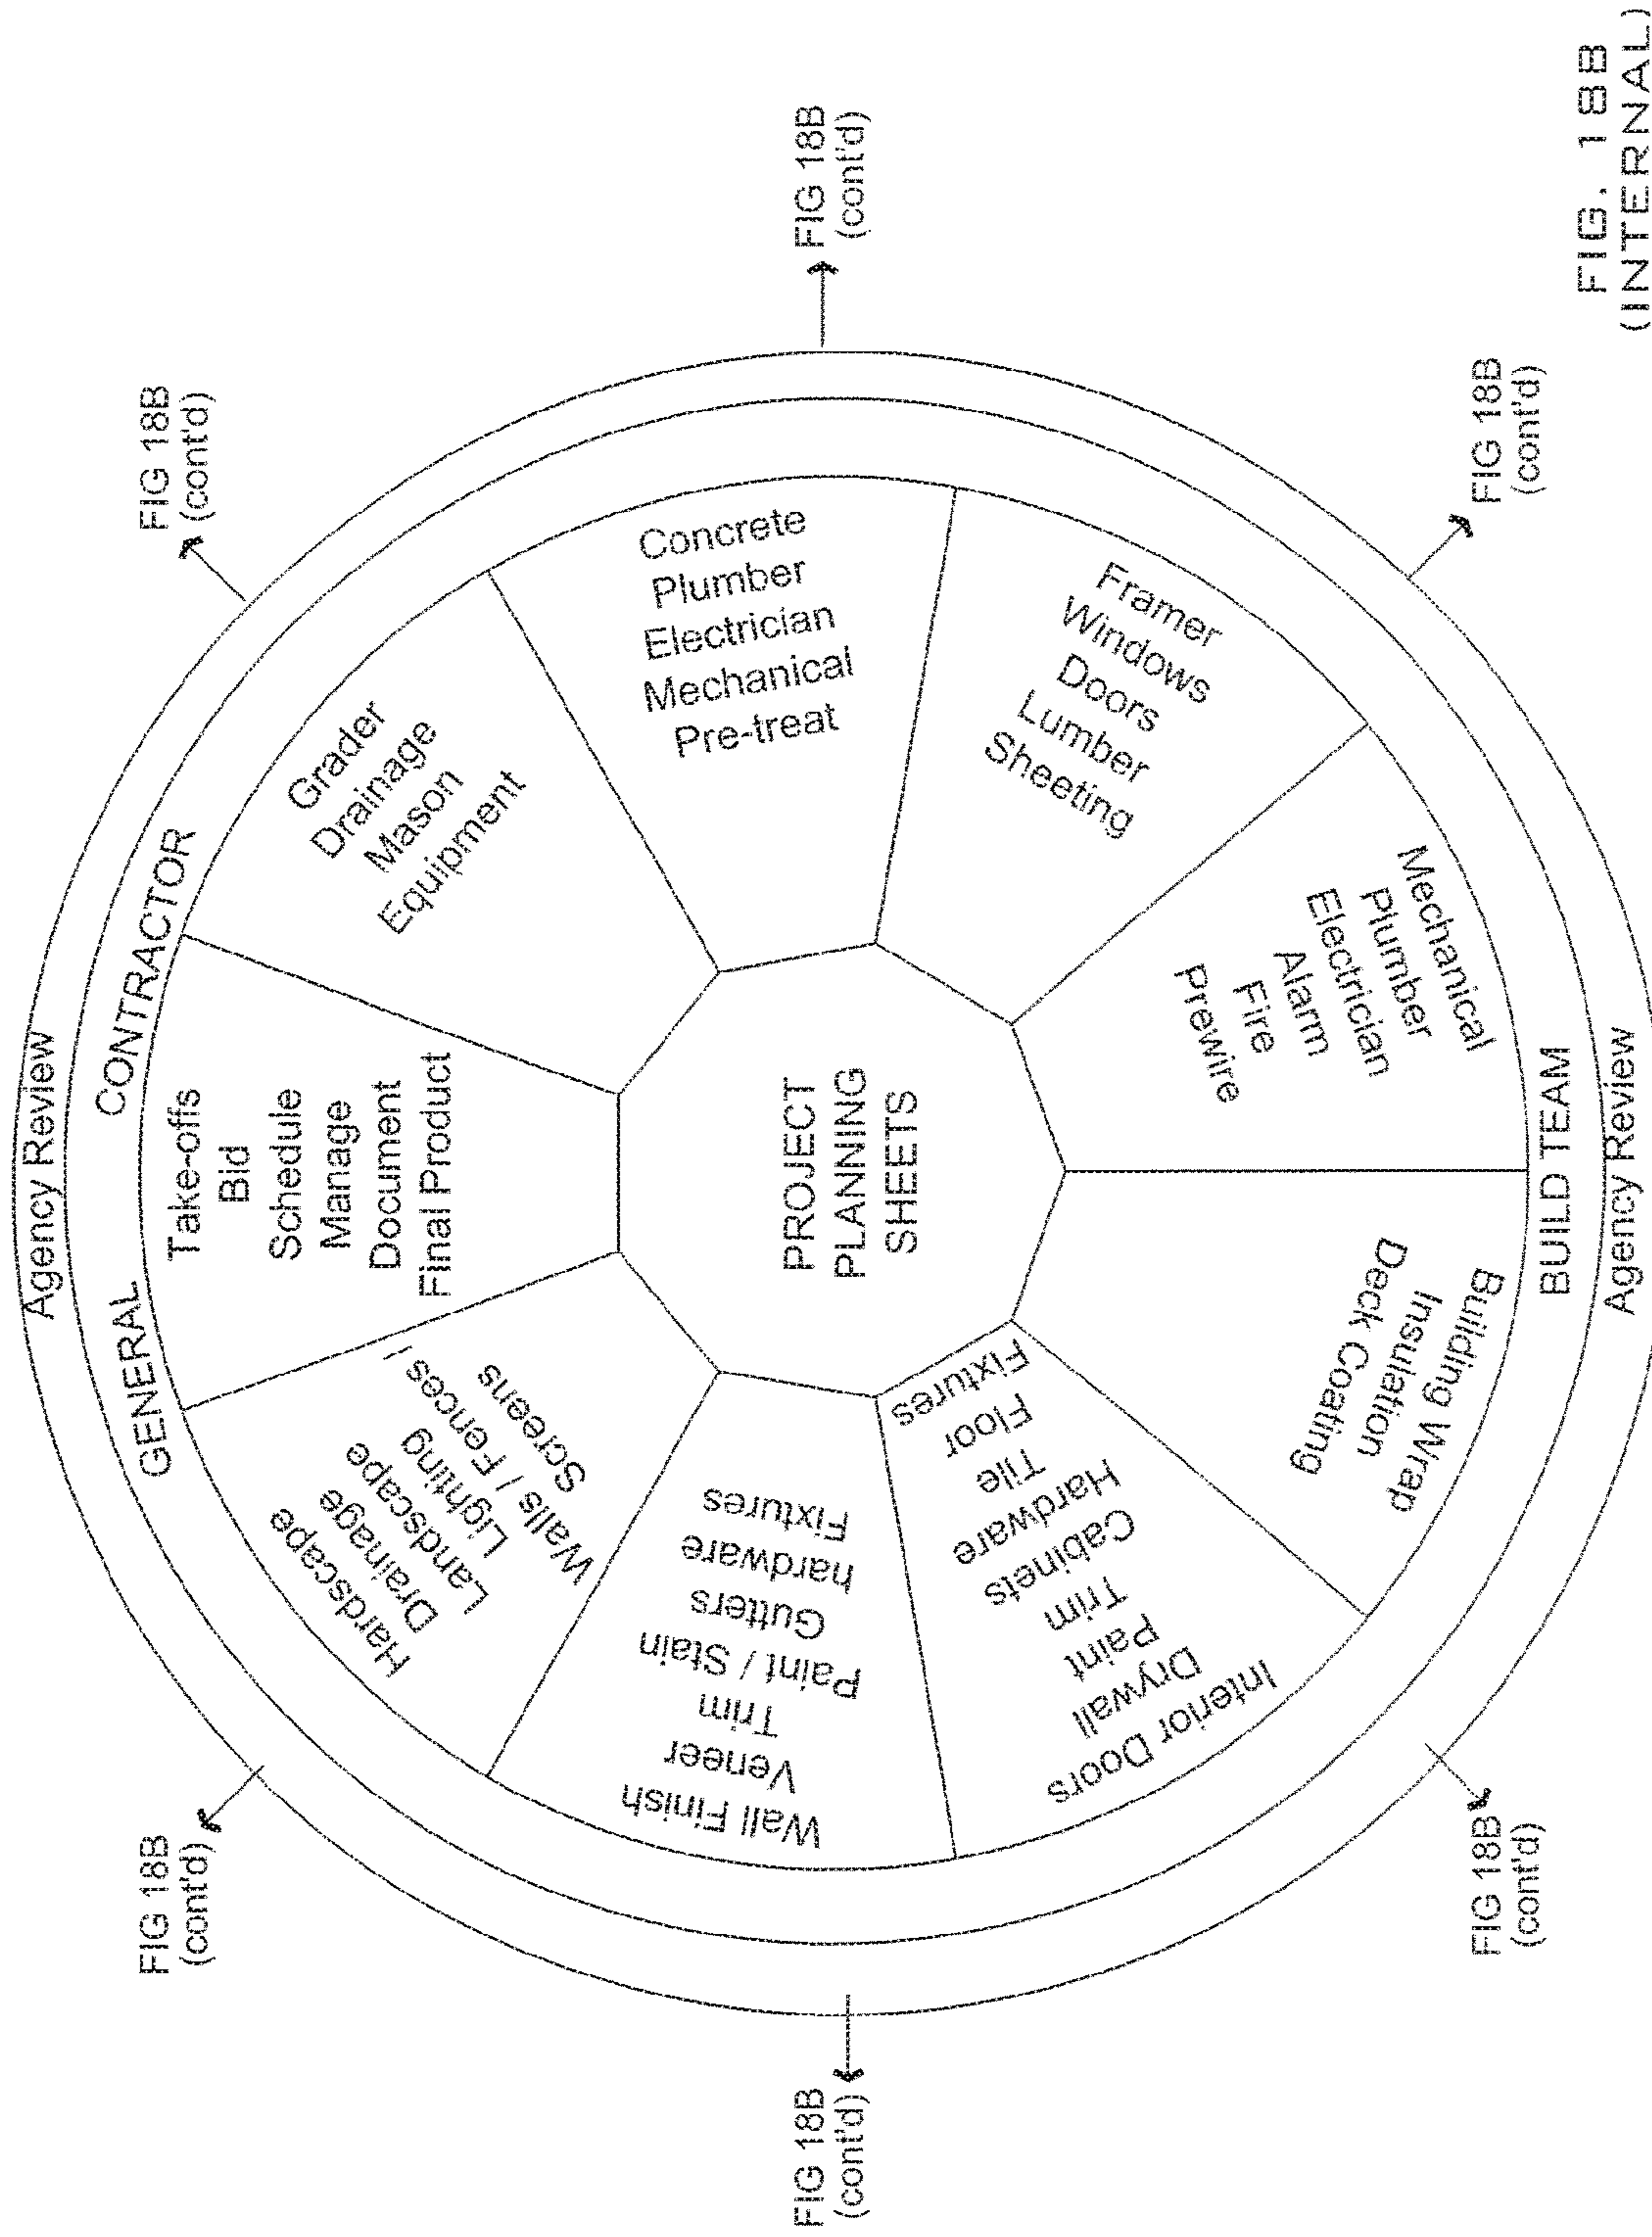 Agency Review
GENERAL CONTRACTOR
Take-offs
Bid
Schedule
Manage
Document
Final Product
Grader
Drainage
Mason
Equipment
Concrete
Plumber
Electrician
Mechanical
Pre-treat
Framer
Windows
Doors
Lumber
Sheeting
Mechanical
Plumber
Electrician
Alarm
Fire
Prewire
Building Wrap
Insulation
Deck Coating
Interior Doors
Drywall
Paint
Trim
Cabinets
Hardware
Tile
Floor
Fixtures
Wall Finish
Veneer
Trim
Paint / Stain
Gutters
hardware
Fixtures
Hardscape
Drainage
Landscape
Lighting
Walls / Fences /
Screens
PROJECT
PLANNING
SHEETS
BUILD TEAM
Agency Review
FIG 18B
(cont'd)
FIG 18B
(cont'd)
FIG 18B
(cont'd)
FIG 18B
(cont'd)
FIG 18B
(cont'd)
FIG 18B
(cont'd)
FIG. 18B
(INTERNAL)